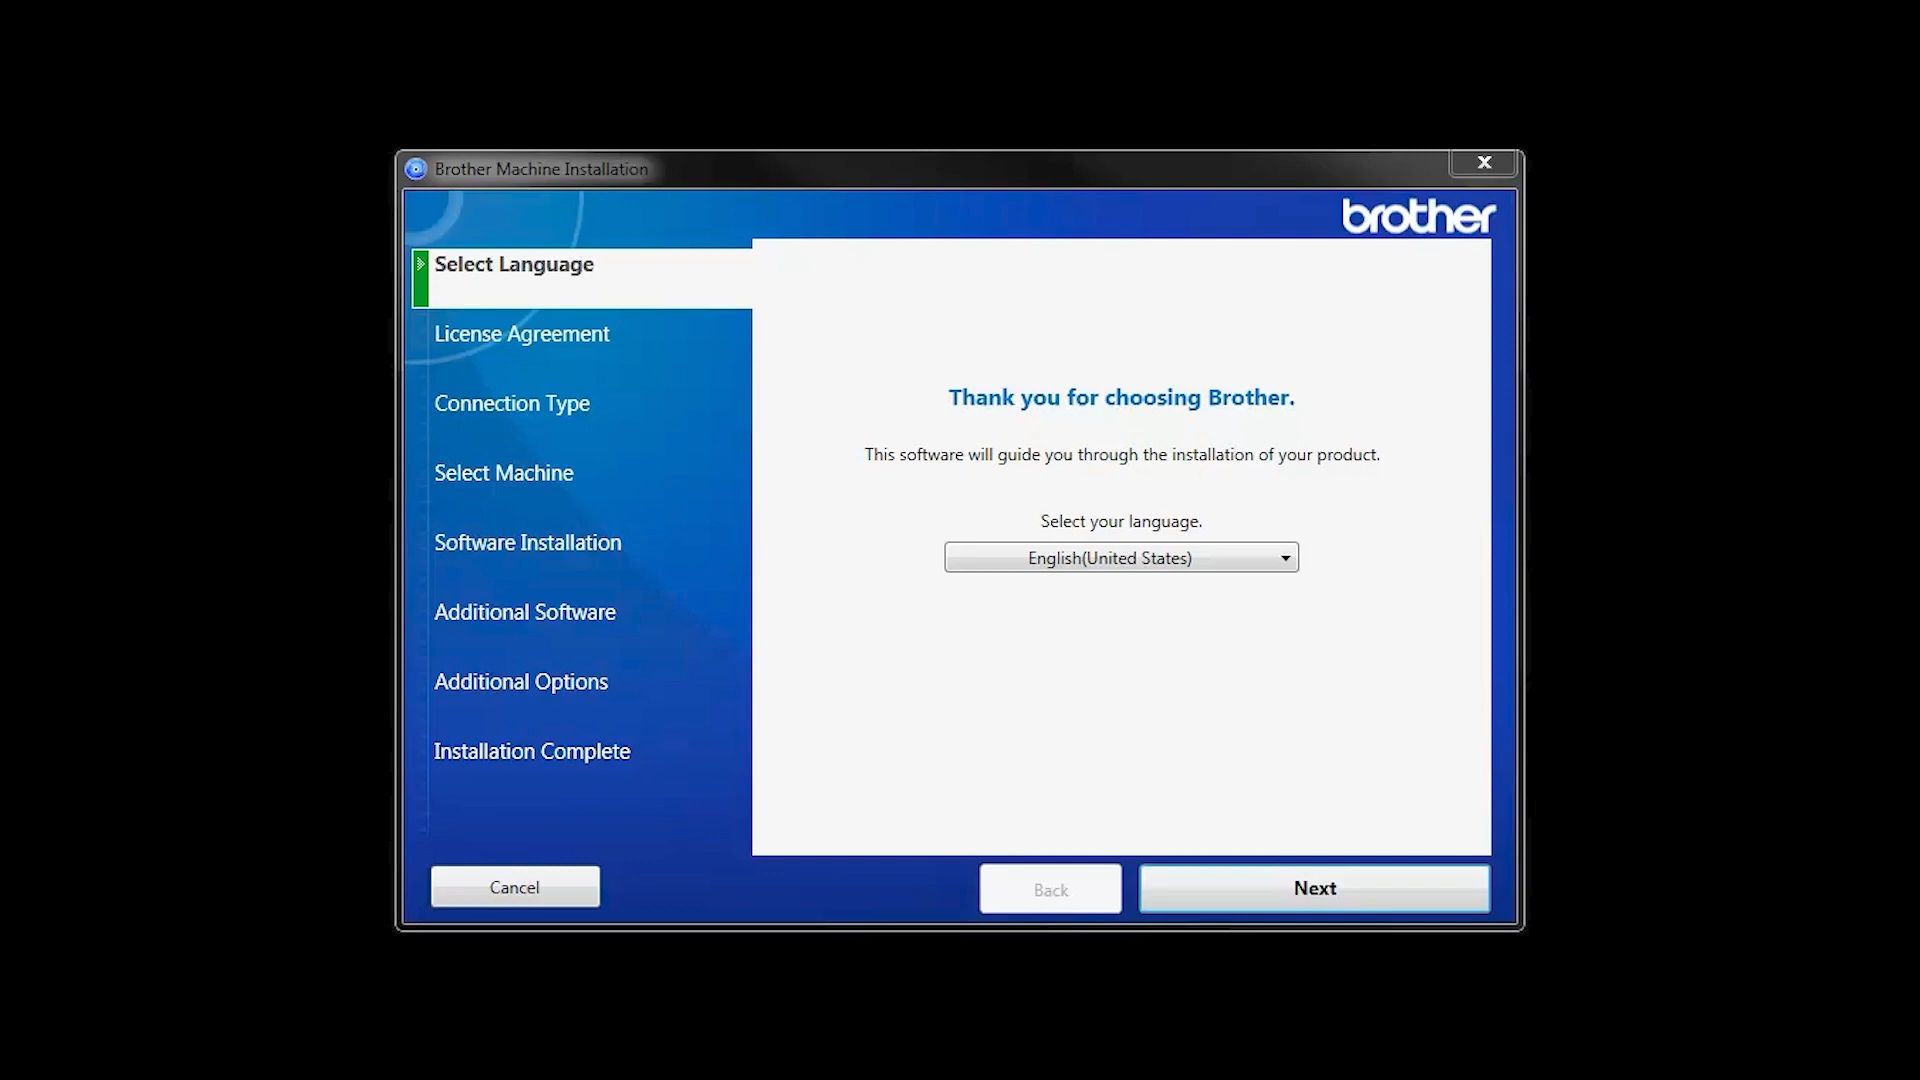 Brother Machine Installation
X
brother
Select Language
License Agreement
Connection Type
Select Machine
Software Installation
Additional Software
Additional Options
Installation Complete
Thank you for choosing Brother.
This software will guide you through the installation of your product.
Select your language.
English(United States)
Cancel
Back
Next